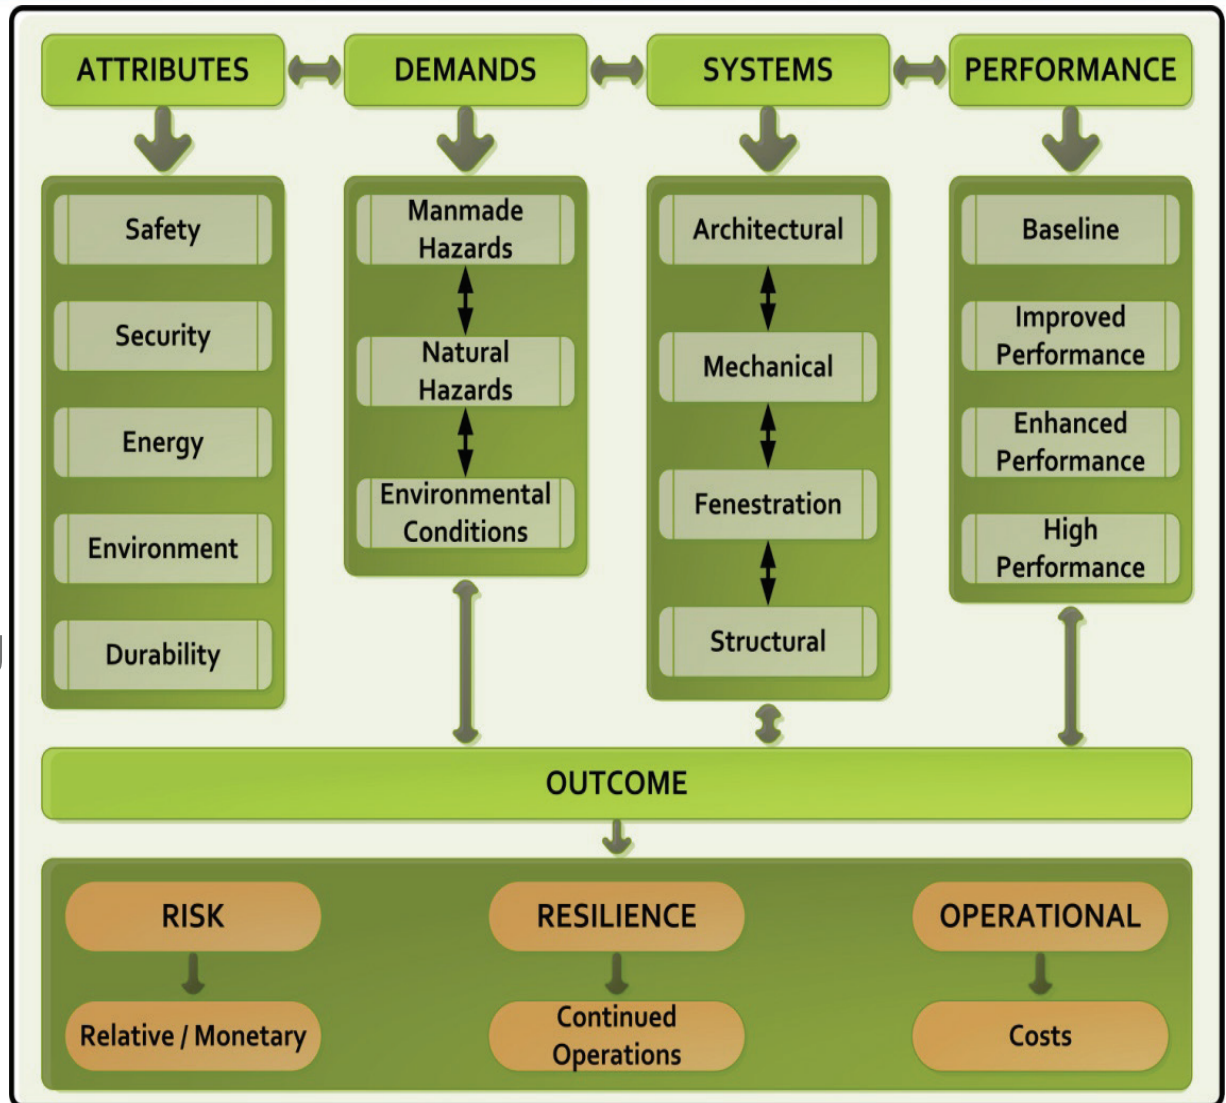 ATTRIBUTES
DEMANDS
SYSTEMS
PERFORMANCE
Safety
Security
Energy
Environment
Durability
Manmade
Hazards
Natural
Hazards
Environmental
Conditions
Architectural
Mechanical
Fenestration
Structural
Baseline
Improved
Performance
Enhanced
Performance
High
Performance
OUTCOME
RISK
RESILIENCE
OPERATIONAL
Relative / Monetary
Continued
Operations
Costs